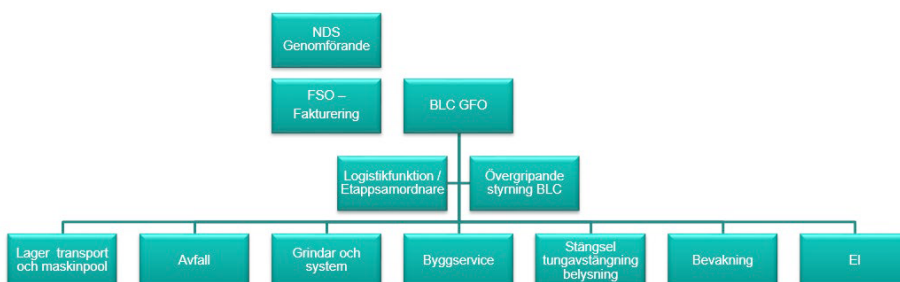 NDS
Genomförande
FSO –
Fakturering
BLC GFO
Logistikfunktion /
Etappsamordnare
Övergripande
styrning BLC
Lager transport
och maskinpool
Avfall
Grindar och
system
Byggservice
Stängsel
tungavstängning
belysning
Bevakning
El